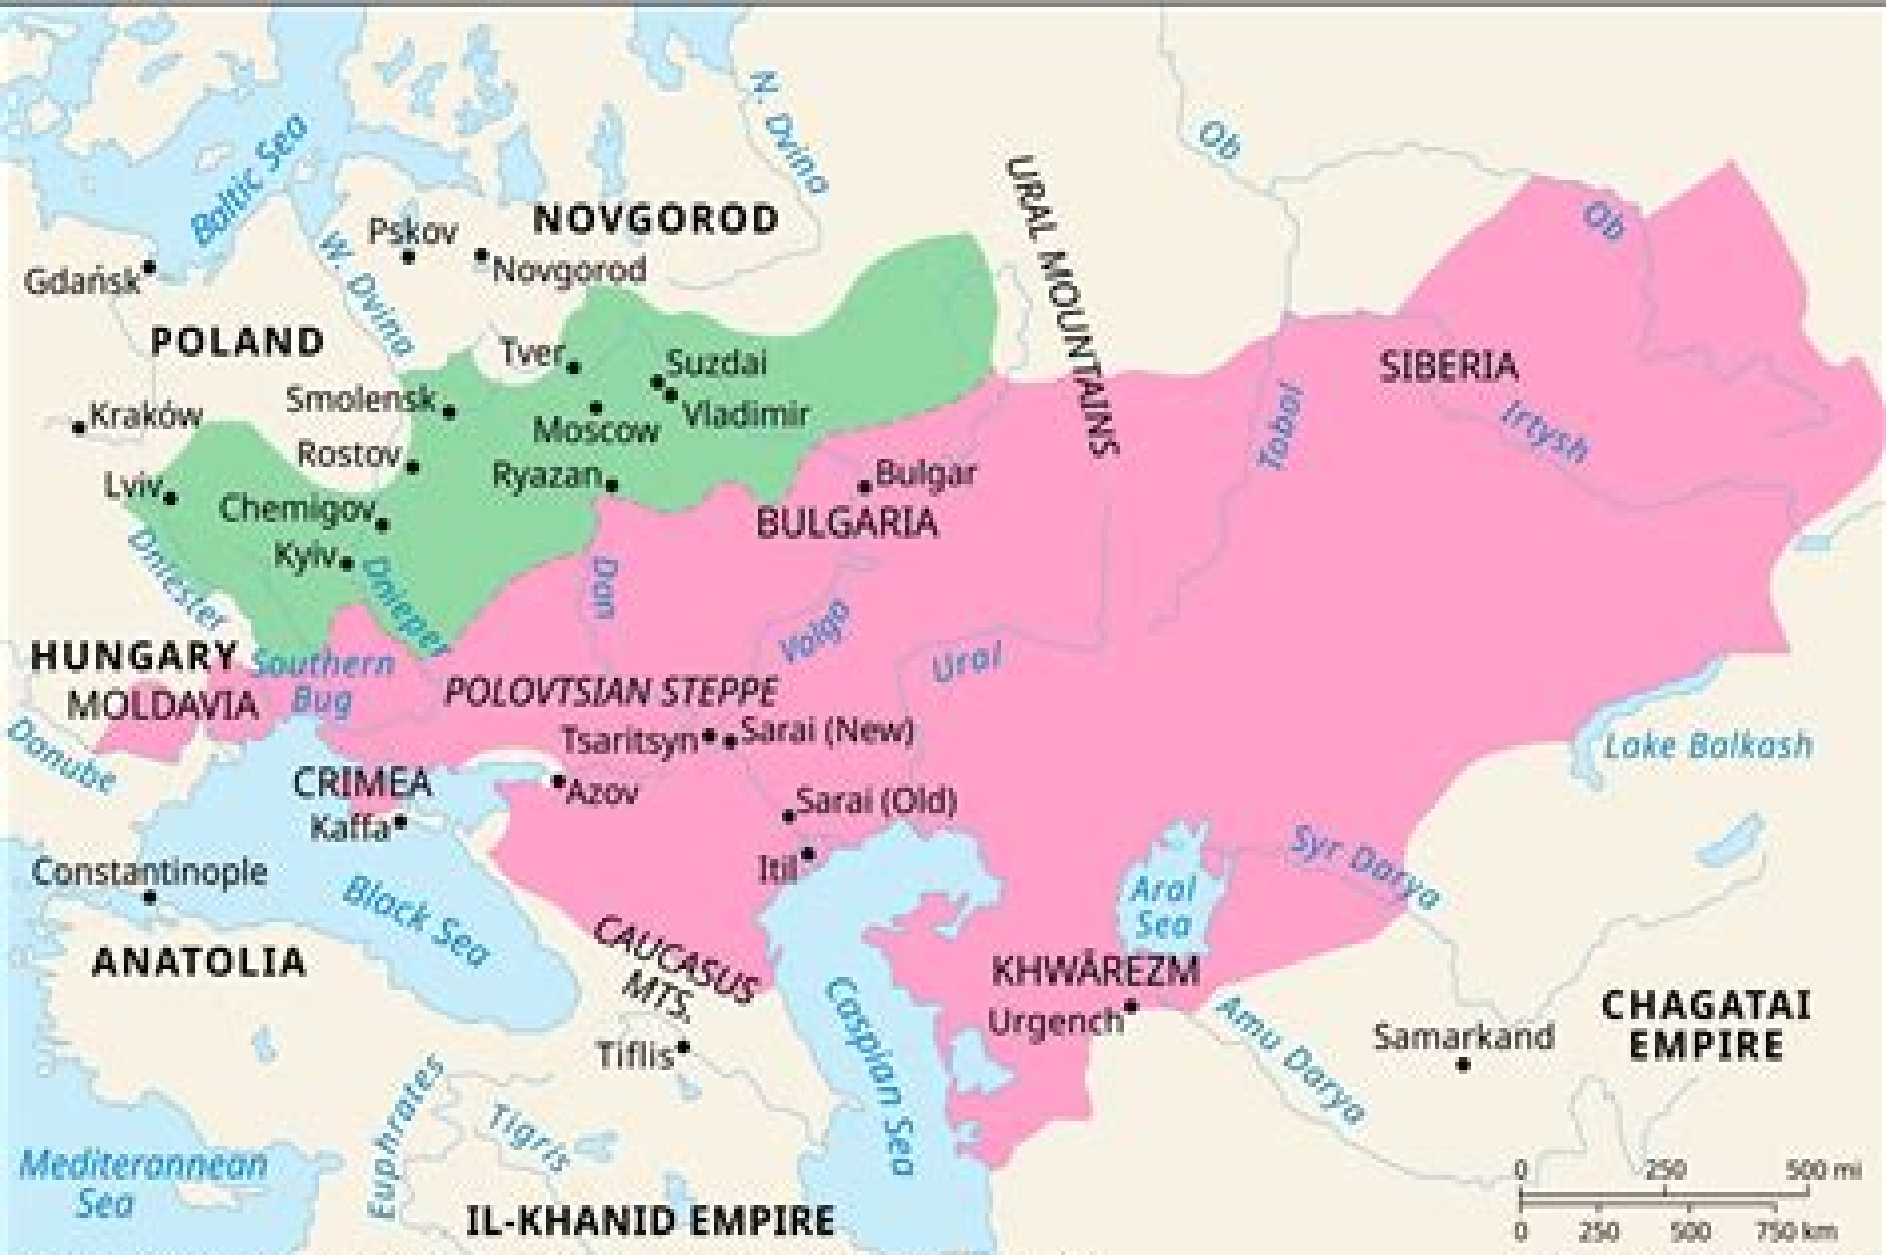 Baltic Sea
N. Dvina
Ob
URAL MOUNTAINS
Ob
Pskov
NOVGOROD
Novgorod
W. Dvina
Gdańsk
POLAND
Tver
Suzdai
SIBERIA
Smolensk
Vladimir
Kraków
Moscow
Tobol
Irtysh
Rostov
Ryazan
Bulgar
Lviv
Chemigov
BULGARIA
Kyiv
Dniester
Dnieper
Don
Volga
Ural
HUNGARY
Southern
Bug
MOLDAVIA
POLOVTSIAN STEPPE
Tsaritsyn
Sarai (New)
Danube
Lake Balkash
CRIMEA
Azov
Sarai (Old)
Kaffa
Syr Darya
Constantinople
Itil
Black Sea
Aral
Sea
ANATOLIA
CAUCASUS
MTS.
KHWĀREZM
Caspian Sea
Urgench
Amu Darya
CHAGATAI
EMPIRE
Samarkand
Tiflis
Euphrates
Tigris
Mediterannean
Sea
IL-KHANID EMPIRE
0 250 500 mi
0 250 500 750 km